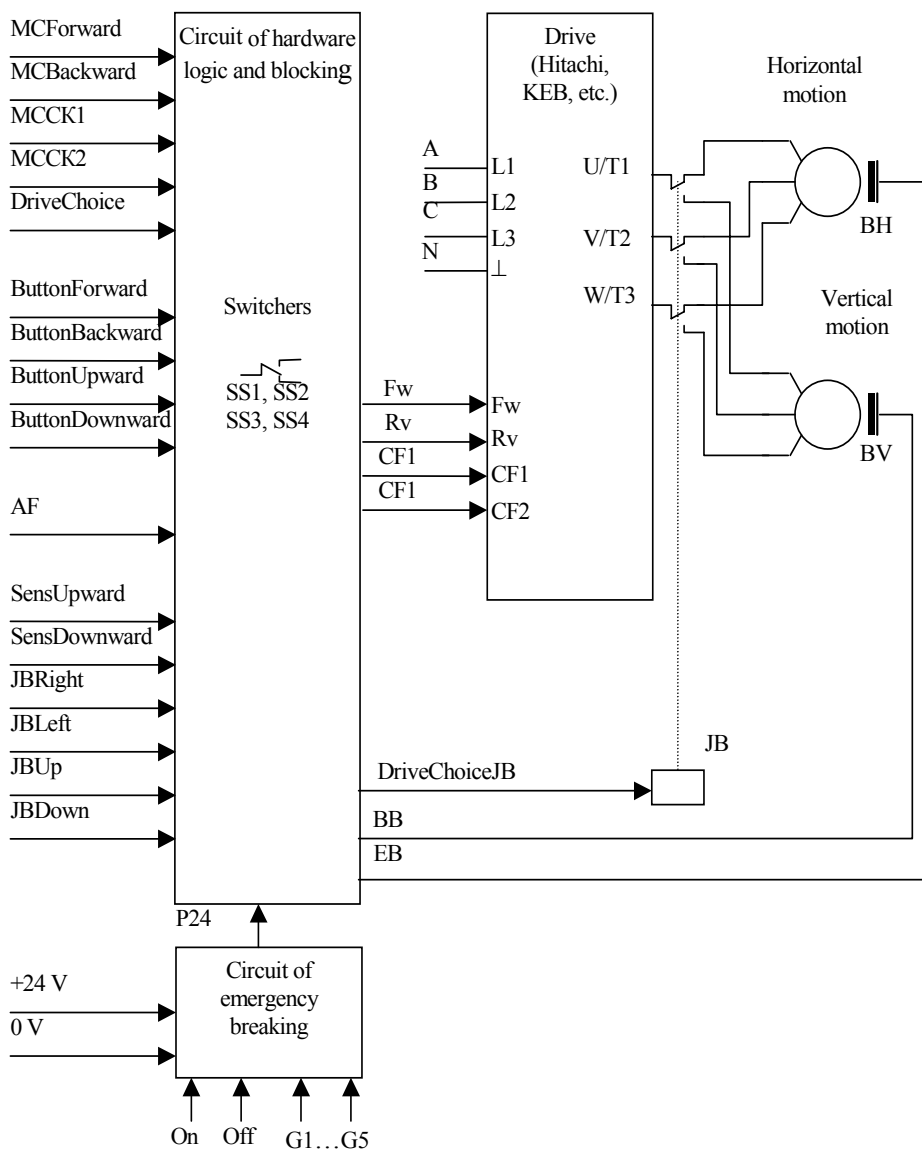 MCForward
MCBackward
MCCK1
MCCK2
DriveChoice
ButtonForward
ButtonBackward
ButtonUpward
ButtonDownward
AF
SensUpward
SensDownward
JBRight
JBLeft
JBUp
JBDown
Circuit of hardware
logic and blocking
Switchers
SS1, SS2
SS3, SS4
P24
Fw
Rv
CF1
CF1
Drive
(Hitachi,
KEB, etc.)
A
B
C
N
L1
L2
L3
⊥
U/T1
V/T2
W/T3
Fw
Rv
CF1
CF2
Horizontal
motion
BH
Vertical
motion
BV
JB
DriveChoiceJB
BB
EB
+24 V
0 V
Circuit of
emergency
breaking
On
Off
G1…G5